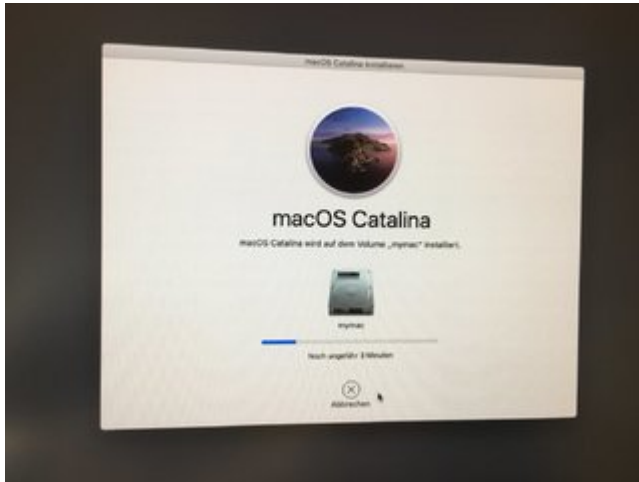 macOS Catalina installieren
macOS Catalina
macOS Catalina wird auf dem Volume „mymac“ installiert.
mymac
Noch ungefähr 3 Minuten
Abbrechen